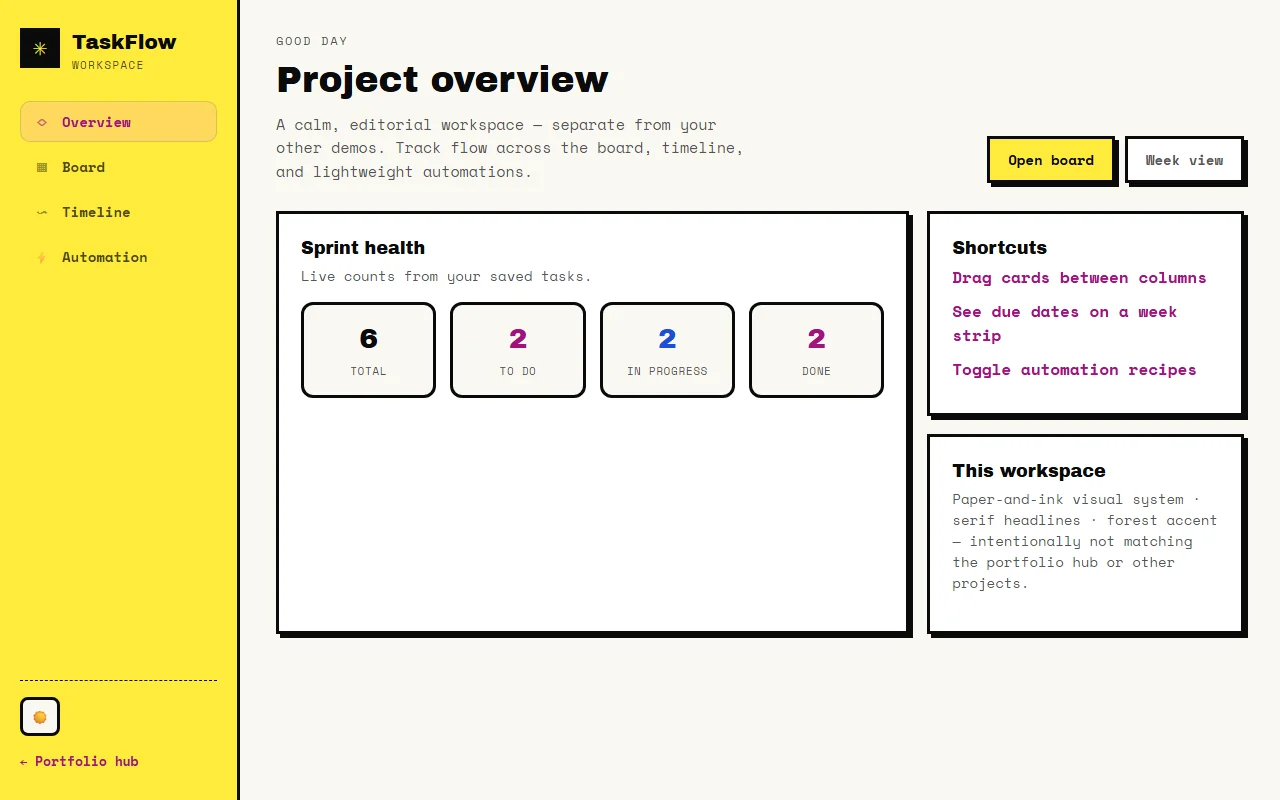 TaskFlow
WORKSPACE
Overview
Board
Timeline
Automation
← Portfolio hub
GOOD DAY
Project overview
A calm, editorial workspace — separate from your
other demos. Track flow across the board, timeline,
and lightweight automations.
Open board
Week view
Sprint health
Live counts from your saved tasks.
6
TOTAL
2
TO DO
2
IN PROGRESS
2
DONE
Shortcuts
Drag cards between columns
See due dates on a week
strip
Toggle automation recipes
This workspace
Paper-and-ink visual system ·
serif headlines · forest accent
— intentionally not matching
the portfolio hub or other
projects.